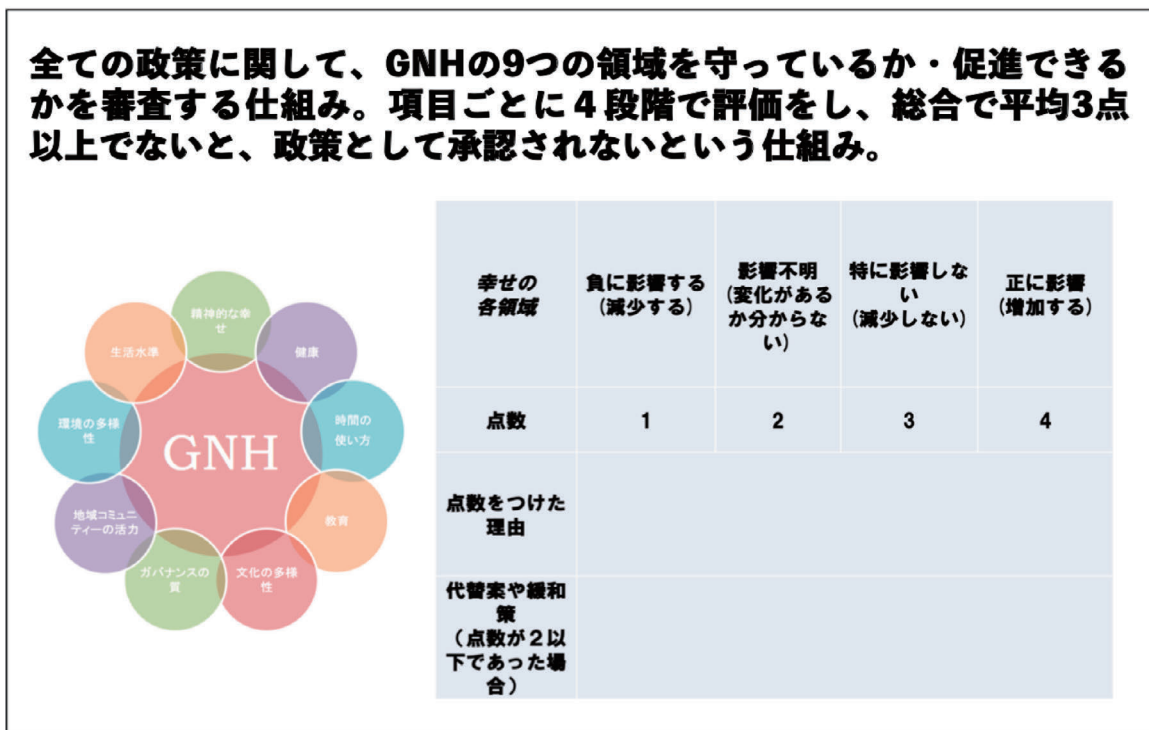 全ての政策に関して、GNHの9つの領域を守っているか・促進できる
かを審査する仕組み。項目ごとに４段階で評価をし、総合で平均3点
以上でないと、政策として承認されないという仕組み。
精神的な幸
せ
健康
時間の
使い方
教育
文化の多様
性
ガバナンスの
質
地域コミュニ
ティーの活力
環境の多様
性
生活水準
GNH
幸せの
各領域
負に影響する
(減少する)
影響不明
(変化がある
か分からな
い)
特に影響しな
い
(減少しない)
正に影響
(増加する)
点数
1
2
3
4
点数をつけた
理由
代替案や緩和
策
（点数が２以
下であった場
合）